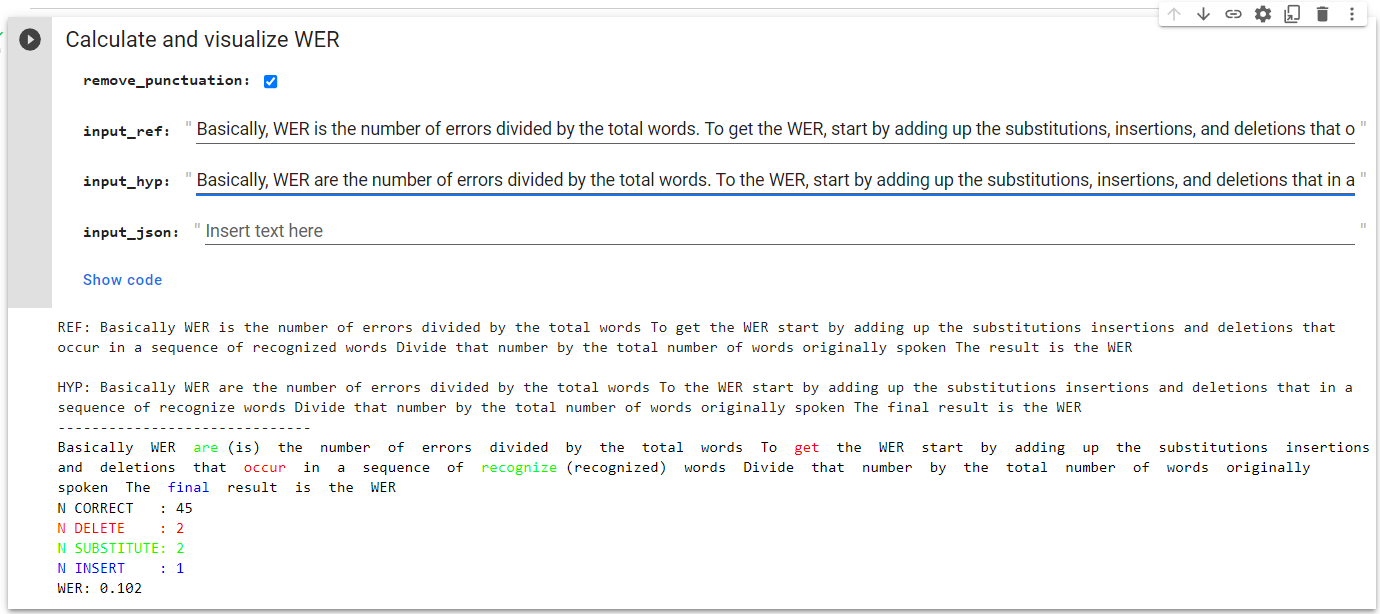 Calculate and visualize WER
remove_punctuation:
input_ref: " Basically, WER is the number of errors divided by the total words. To get the WER, start by adding up the substitutions, insertions, and deletions that o "
input_hyp: " Basically, WER are the number of errors divided by the total words. To the WER, start by adding up the substitutions, insertions, and deletions that in a "
input_json: " Insert text here "
Show code
REF: Basically WER is the number of errors divided by the total words To get the WER start by adding up the substitutions insertions and deletions that
occur in a sequence of recognized words Divide that number by the total number of words originally spoken The result is the WER
HYP: Basically WER are the number of errors divided by the total words To the WER start by adding up the substitutions insertions and deletions that in a
sequence of recognize words Divide that number by the total number of words originally spoken The final result is the WER
------------------------------
Basically WER are (is) the number of errors divided by the total words To get the WER start by adding up the substitutions insertions
and deletions that occur in a sequence of recognize (recognized) words Divide that number by the total number of words originally
spoken The final result is the WER
N CORRECT : 45
N DELETE : 2
N SUBSTITUTE: 2
N INSERT : 1
WER: 0.102